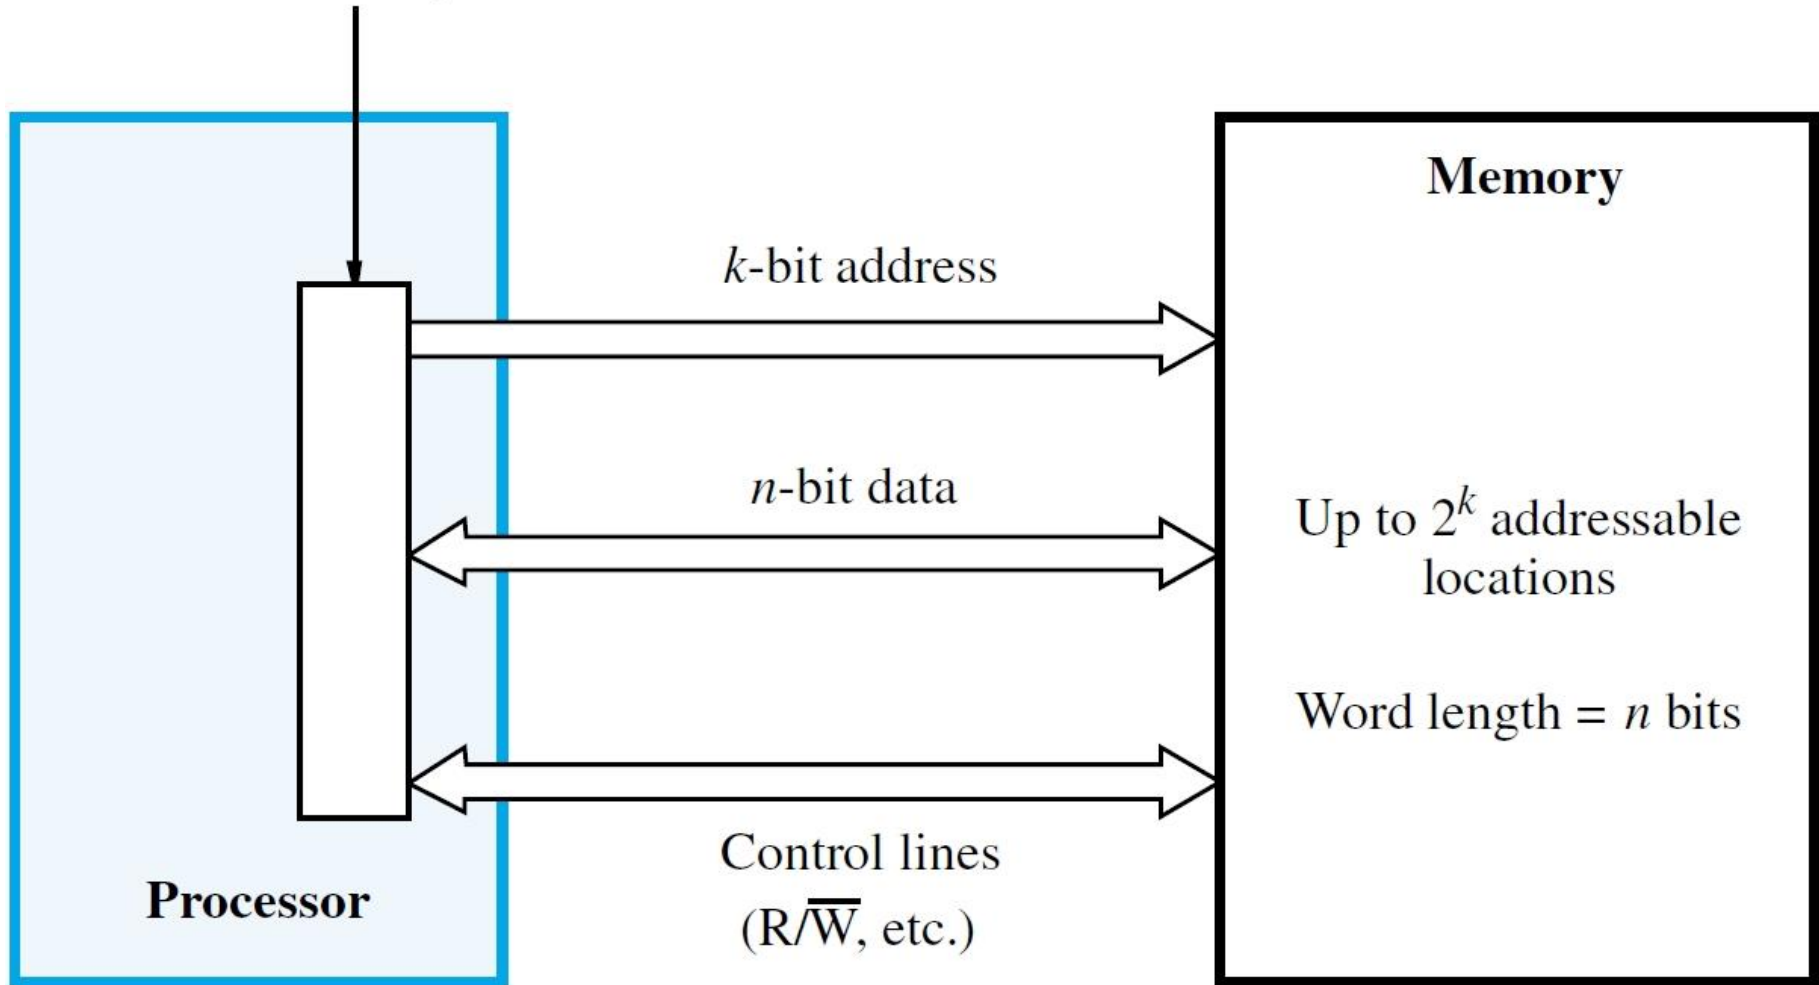 Memory
k-bit address
n-bit data
Up to 2^k addressable
locations
Word length = n bits
Control lines
(R/W̅, etc.)
Processor